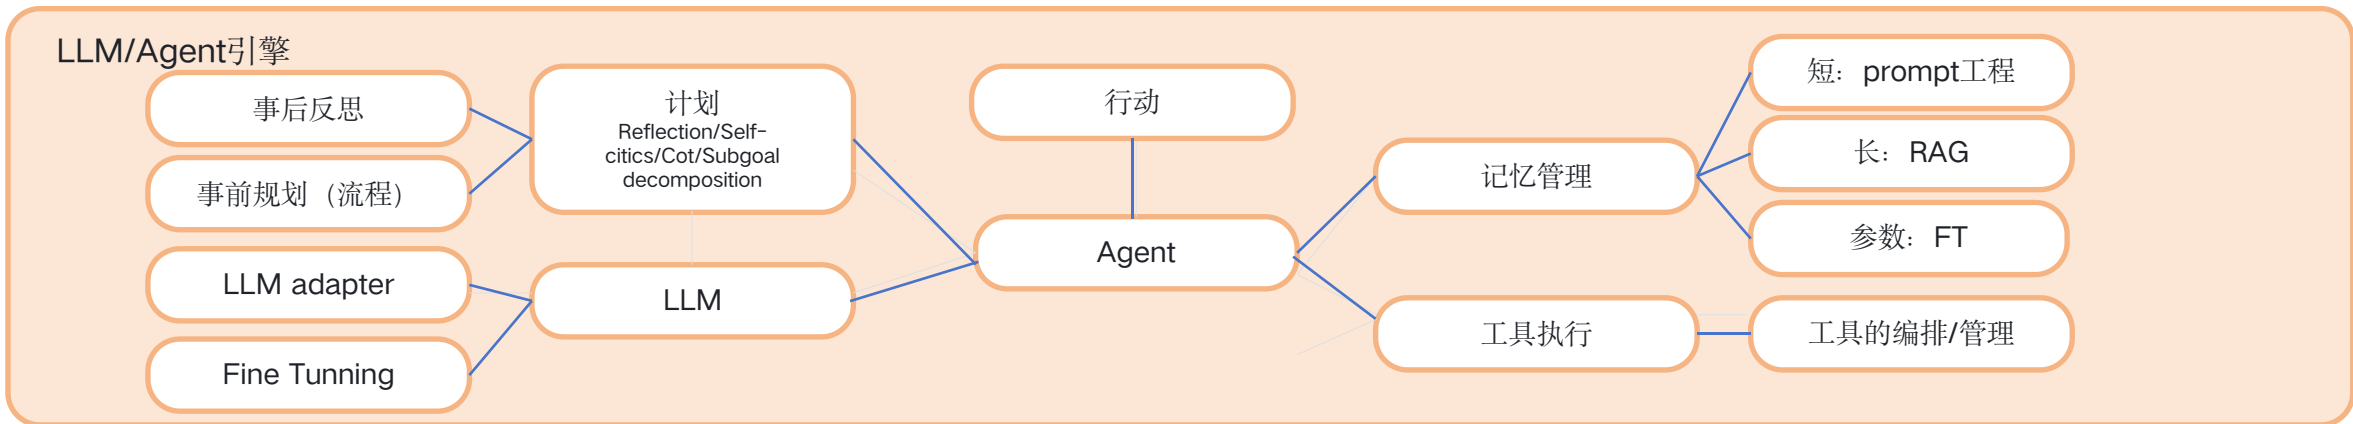 LLM/Agent引擎
事后反思
事前规划（流程）
LLM adapter
Fine Tunning
计划
Reflection/Self-
citics/Cot/Subgoal
decomposition
LLM
行动
Agent
记忆管理
工具执行
短：prompt工程
长：RAG
参数：FT
工具的编排/管理